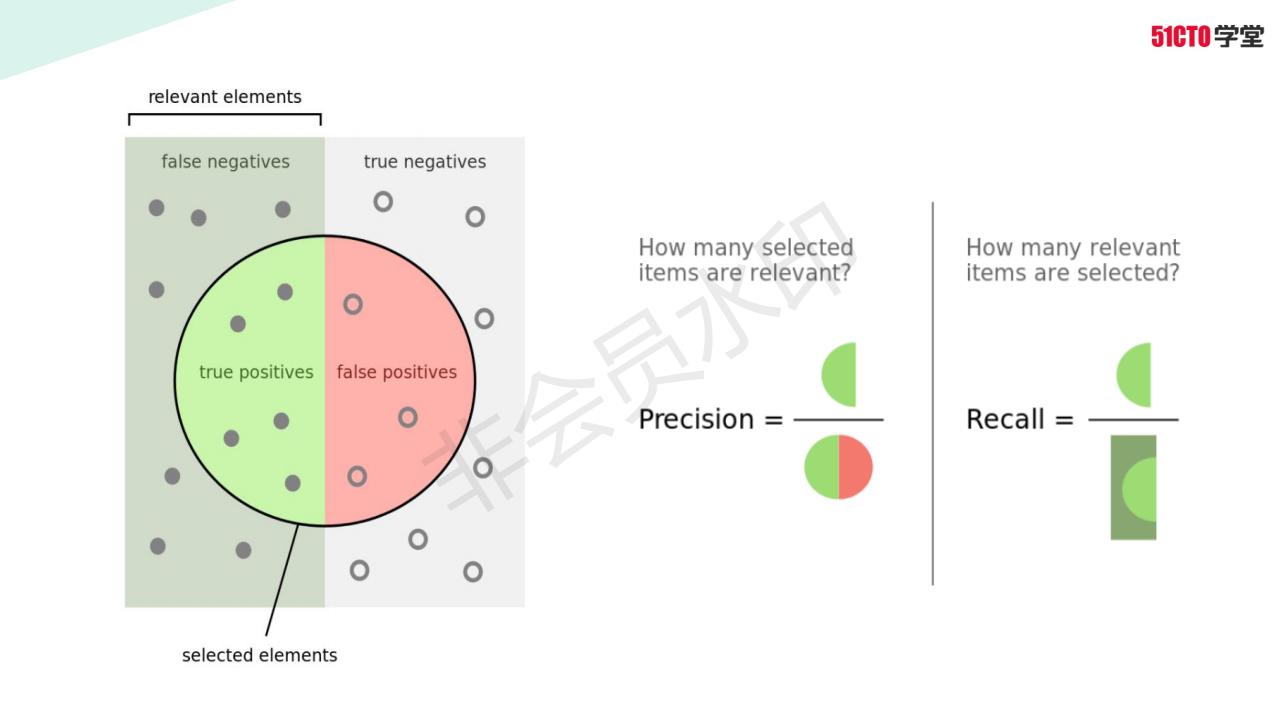 51CTO学堂
relevant elements
false negatives
true negatives
true positives
false positives
selected elements
How many selected
items are relevant?
Precision =
How many relevant
items are selected?
Recall =
非会员水印